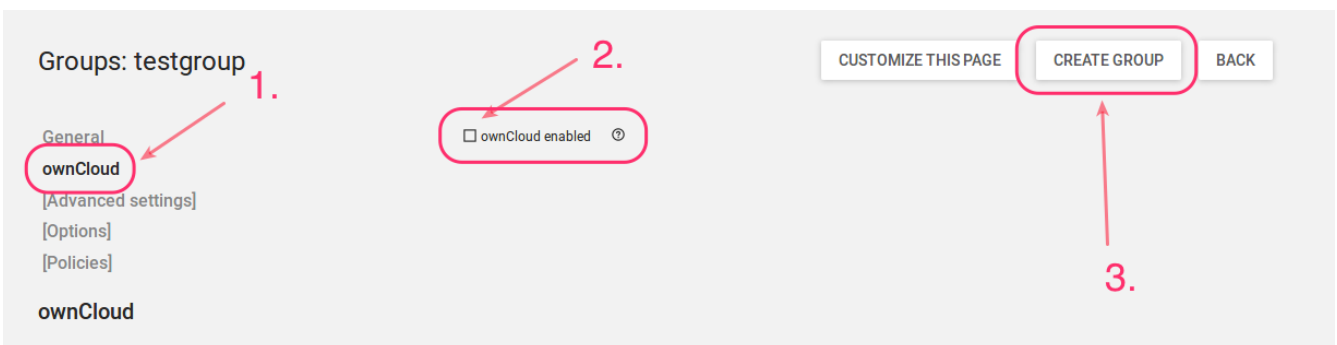 Groups: testgroup
1.
2.
CUSTOMIZE THIS PAGE
CREATE GROUP
BACK
General
ownCloud
[Advanced settings]
[Options]
[Policies]
ownCloud enabled
3.
ownCloud